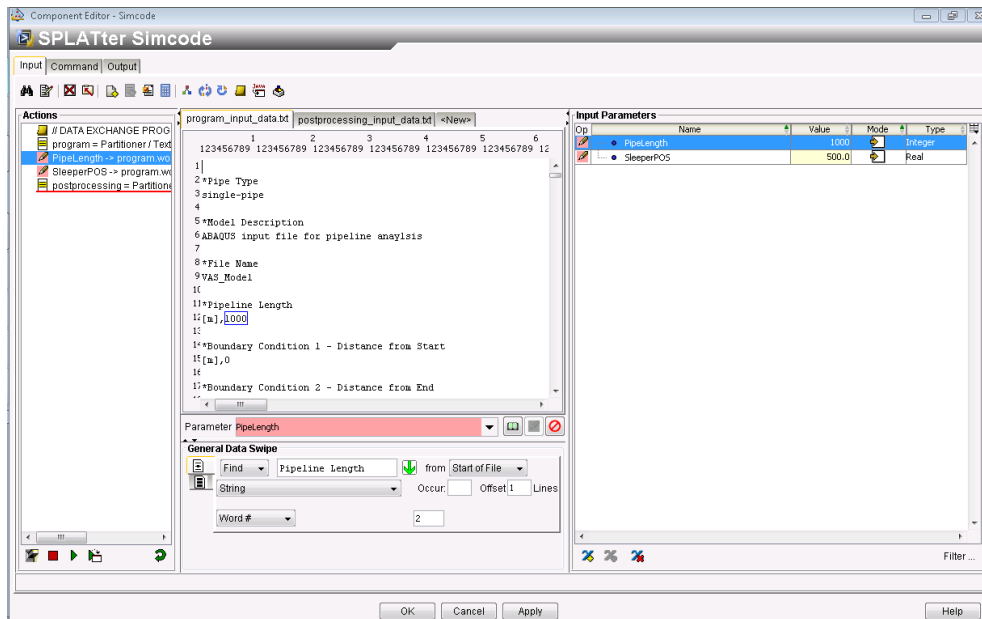 Component Editor - Simcode
SPLATter Simcode
Input Command Output
Actions
// DATA EXCHANGE PROG
program = Partitioner / Text
PipeLength -> program.wo
SleeperPOS -> program.wo
postprocessing = Partitione
program_input_data.txt postprocessing_input_data.txt <New>
1 2 3 4 5 6
123456789 123456789 123456789 123456789 123456789 123456789 12
1
2 *Pipe Type
3 single-pipe
4
5 *Model Description
6 ABAQUS input file for pipeline anaylsis
7
8 *File Name
9 VAS_Model
*Pipeline Length
[m],1000
*Boundary Condition 1 - Distance from Start
[m],0
*Boundary Condition 2 - Distance from End
Parameter PipeLength
General Data Swipe
Find Pipeline Length from Start of File
String Occur: Offset 1 Lines
Word # 2
Input Parameters
Op Name Value Mode Type
PipeLength 1000 Integer
SleeperPOS 500.0 Real
Filter ...
OK Cancel Apply Help